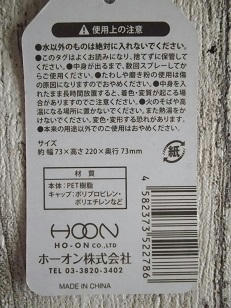 ⚠使用上の注意
●水以外のものは絶対に入れないでください。
●このタグはよくお読みになり、捨てずに保管して
ください。●中身が出るまで、数回スプレーしてか
らご使用ください。●たわしや磨き粉の使用は傷
の原因になりますのでおやめください。●中身を入
れたまま長時間放置すると、着色・変質が起こる場
合がありますのでご注意ください。●火のそばや高
温になる場所に置かないでください。また熱湯をか
けないでください。変色・変形する恐れがあります。
●本来の用途以外でのご使用はおやめください。
サイズ
約 幅73×高さ220×奥行73mm
紙
材 質
本体：PET樹脂
キャップ：ポリプロピレン・
ポリエチレンなど
4582373522786
HOON
HO-ON CO.,LTD
ホーオン株式会社
TEL 03-3820-3402
MADE IN CHINA